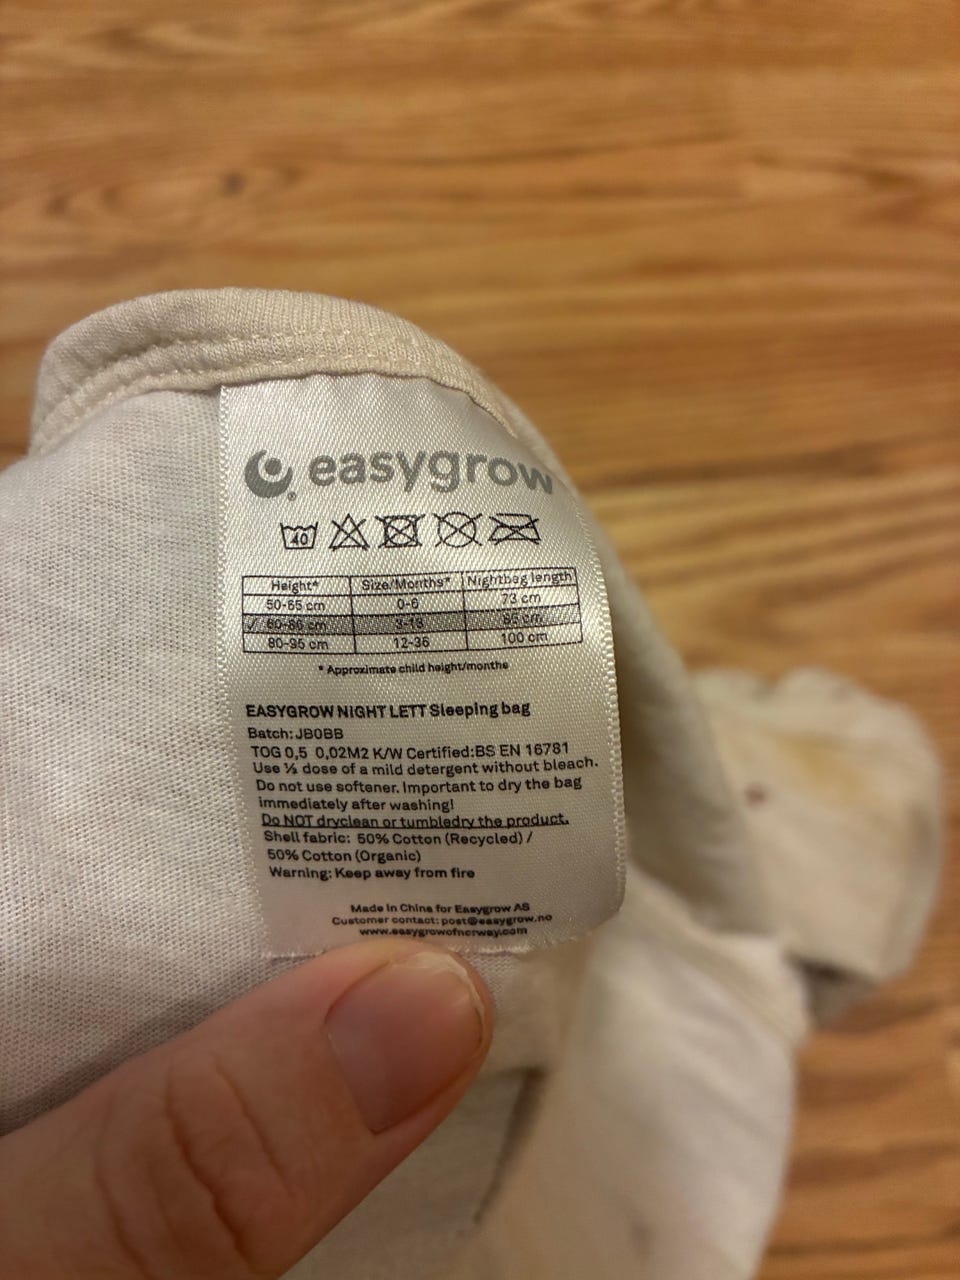 easygrow
40
Height* Size/Months* Nightbag length
50-65 cm 0-6 73 cm
✓ 60-86 cm 3-18 85 cm
80-95 cm 12-36 100 cm
* Approximate child height/months
EASYGROW NIGHT LETT Sleeping bag
Batch: JB0BB
TOG 0,5 0,02M2 K/W Certified:BS EN 16781
Use ½ dose of a mild detergent without bleach.
Do not use softener. Important to dry the bag
immediately after washing!
Do NOT dryclean or tumbledry the product.
Shell fabric: 50% Cotton (Recycled) /
50% Cotton (Organic)
Warning: Keep away from fire
Made in China for Easygrow AS
Customer contact: post@easygrow.no
www.easygrowofnorway.com